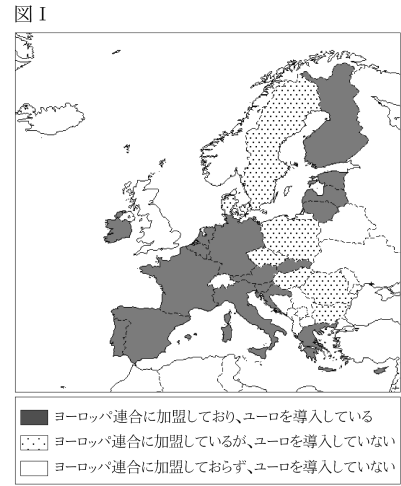 図Ⅰ
ヨーロッパ連合に加盟しており、ユーロを導入している
ヨーロッパ連合に加盟しているが、ユーロを導入していない
ヨーロッパ連合に加盟しておらず、ユーロを導入していない